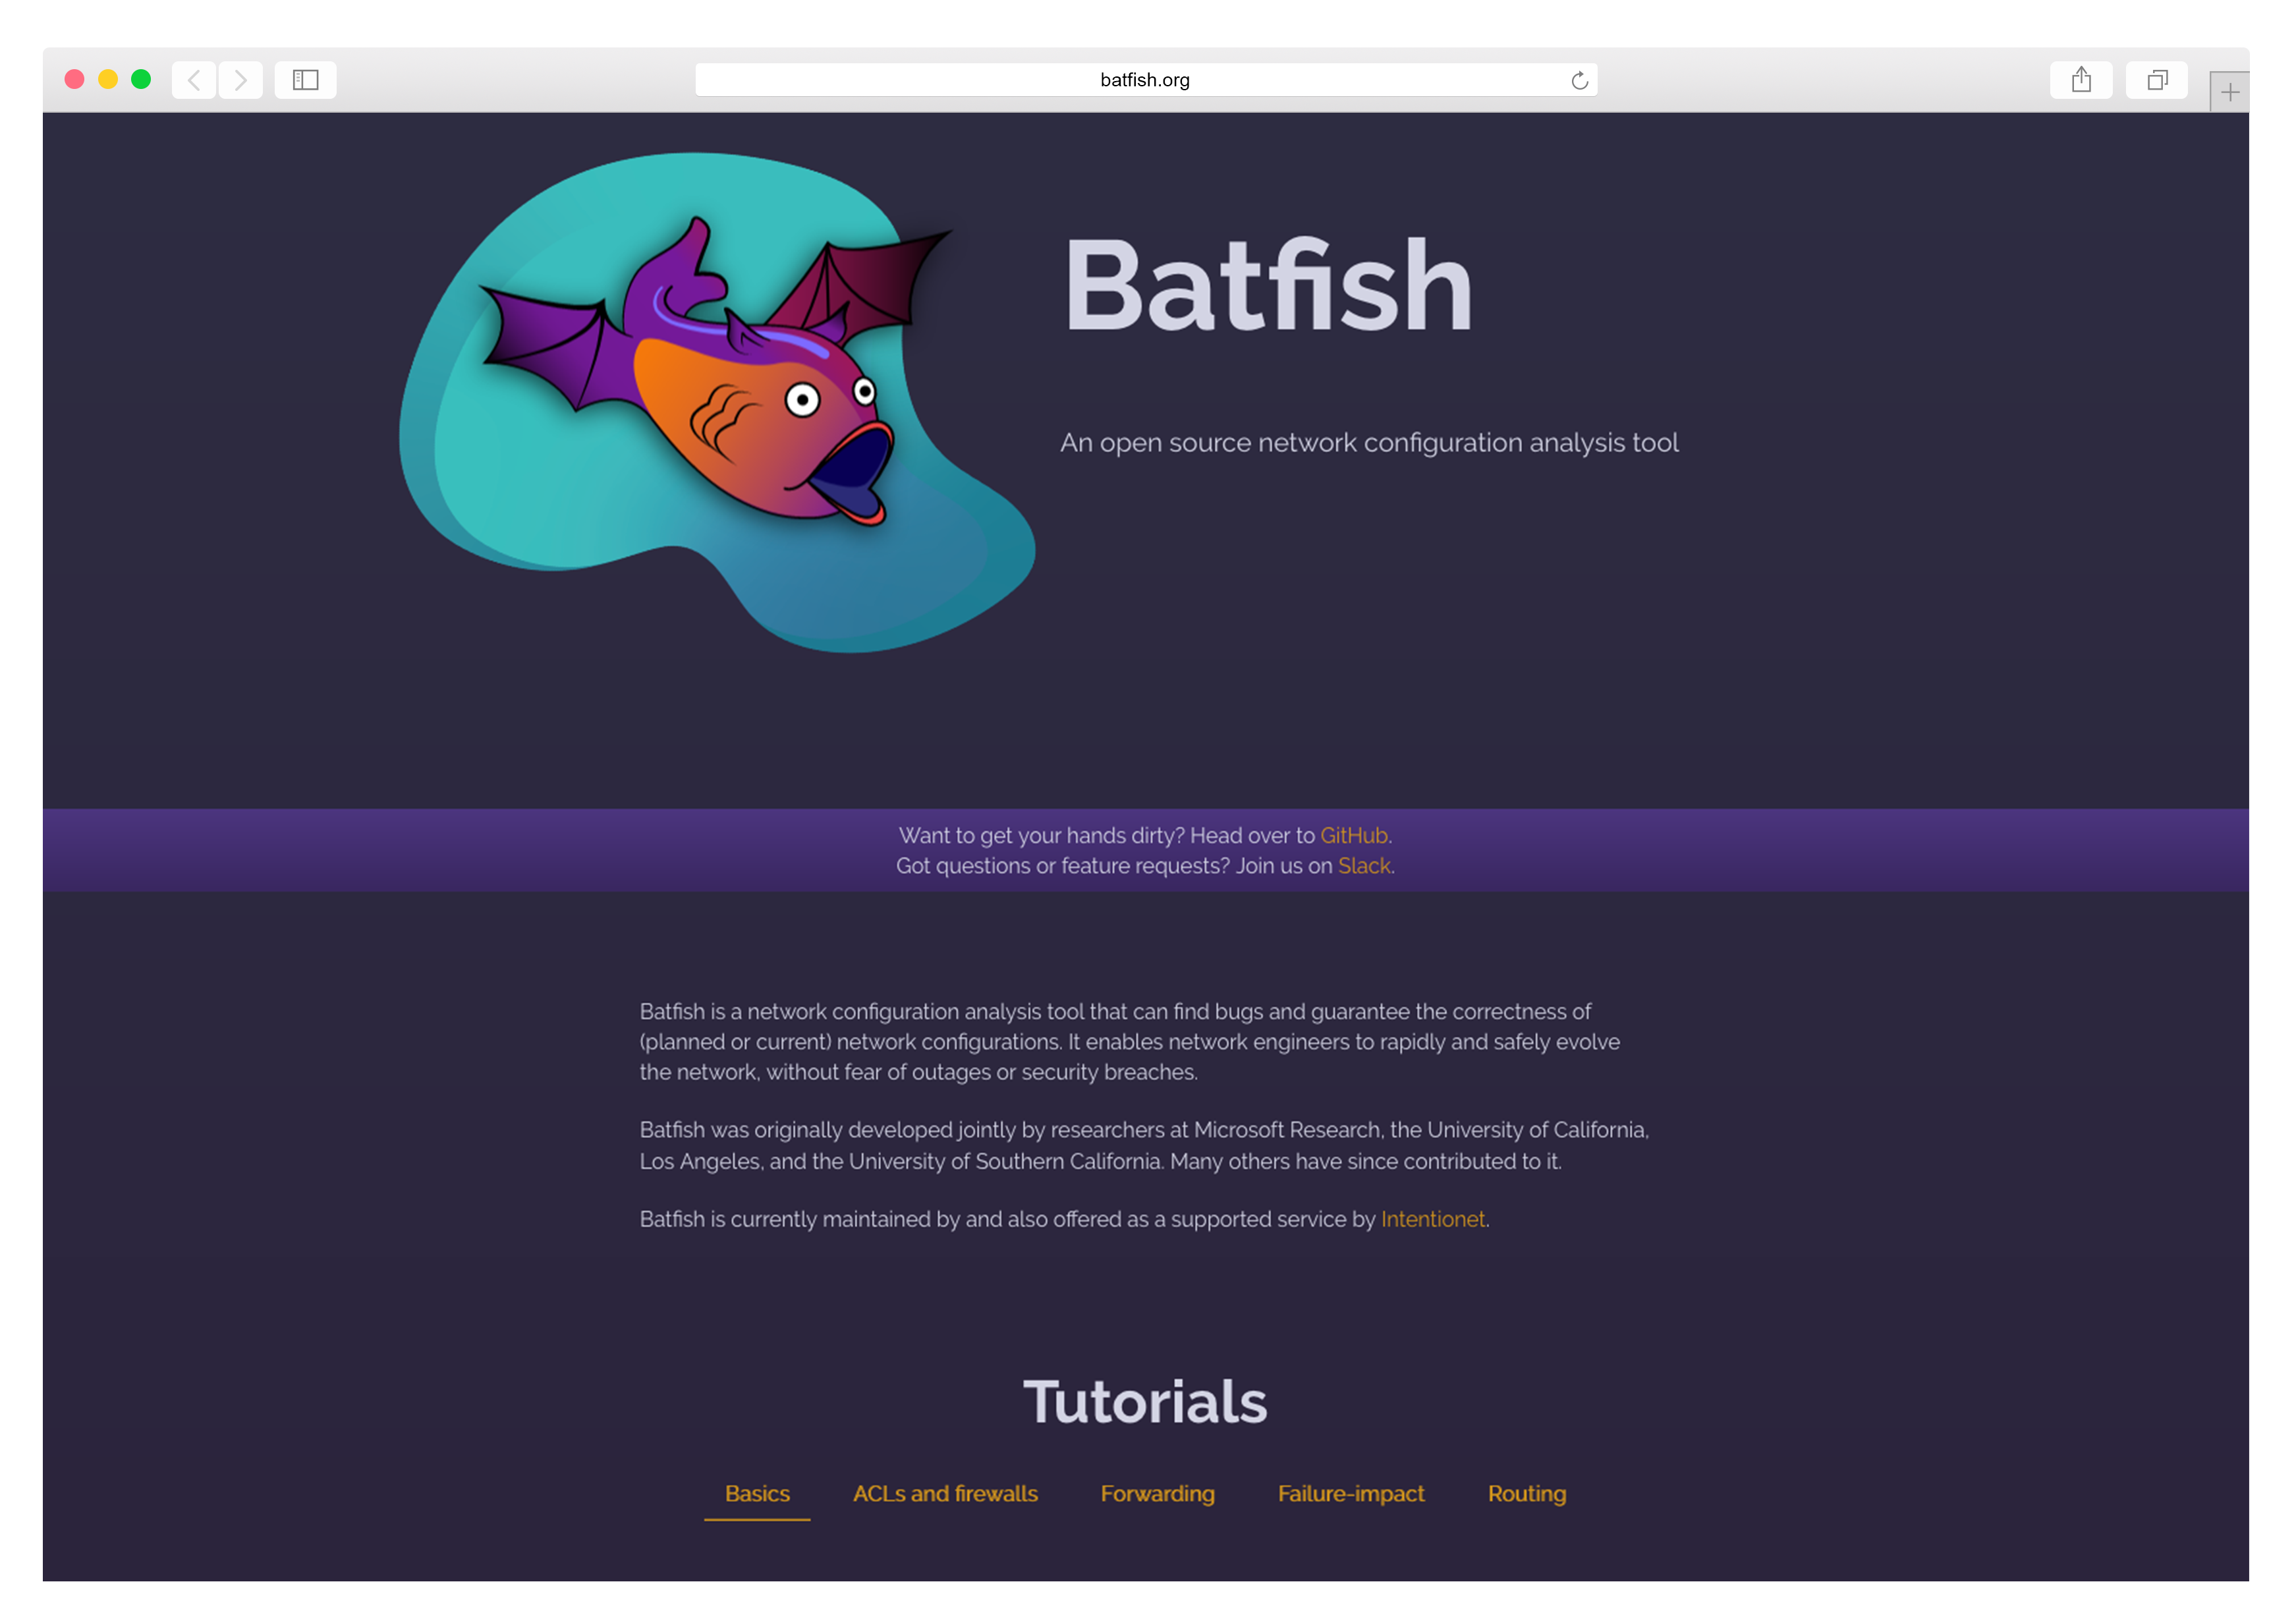 batfish.org
Batfish
An open source network configuration analysis tool
Want to get your hands dirty? Head over to GitHub.
Got questions or feature requests? Join us on Slack.
Batfish is a network configuration analysis tool that can find bugs and guarantee the correctness of
(planned or current) network configurations. It enables network engineers to rapidly and safely evolve
the network, without fear of outages or security breaches.
Batfish was originally developed jointly by researchers at Microsoft Research, the University of California,
Los Angeles, and the University of Southern California. Many others have since contributed to it.
Batfish is currently maintained by and also offered as a supported service by Intentionet.
Tutorials
Basics ACLs and firewalls Forwarding Failure-impact Routing